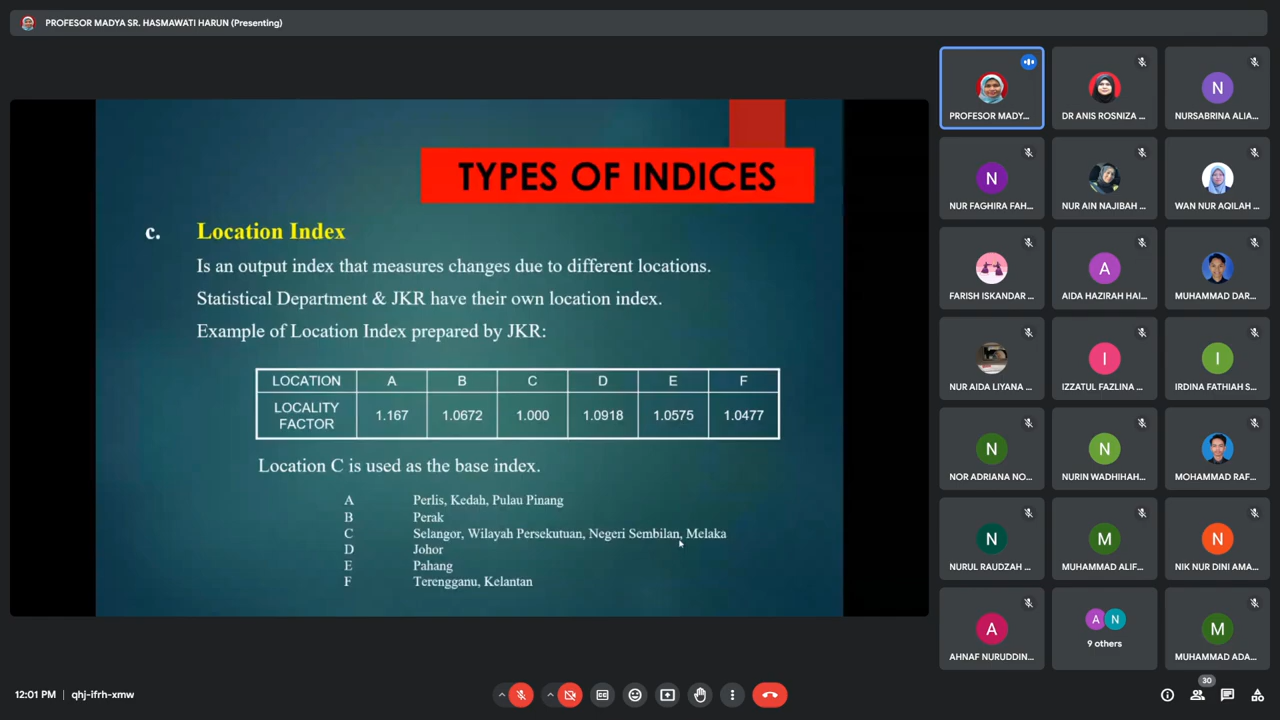 PROFESOR MADYA SR. HASMAWATI HARUN (Presenting)
TYPES OF INDICES
c. Location Index
Is an output index that measures changes due to different locations.
Statistical Department & JKR have their own location index.
Example of Location Index prepared by JKR:
LOCATION A B C D E F
LOCALITY FACTOR 1.167 1.0672 1.000 1.0918 1.0575 1.0477
Location C is used as the base index.
A Perlis, Kedah, Pulau Pinang
B Perak
C Selangor, Wilayah Persekutuan, Negeri Sembilan, Melaka
D Johor
E Pahang
F Terengganu, Kelantan
PROFESOR MADY...
DR ANIS ROSNIZA ...
N
NURSABRINA ALIA...
N
NUR FAGHIRA FAH...
NUR AIN NAJIBAH ...
WAN NUR AQILAH ...
FARISH ISKANDAR ...
A
AIDA HAZIRAH HAI...
MUHAMMAD DAR...
NUR AIDA LIYANA ...
I
IZZATUL FAZLINA ...
I
IRDINA FATHIAH S...
N
NOR ADRIANA NO...
N
NURIN WADHIHAH...
MOHAMMAD RAF...
N
NURUL RAUDZAH ...
M
MUHAMMAD ALIF...
N
NIK NUR DINI AMA...
A
AHNAF NURUDDIN...
A N
9 others
M
MUHAMMAD ADA...
12:01 PM | qhj-ifrh-xmw
30